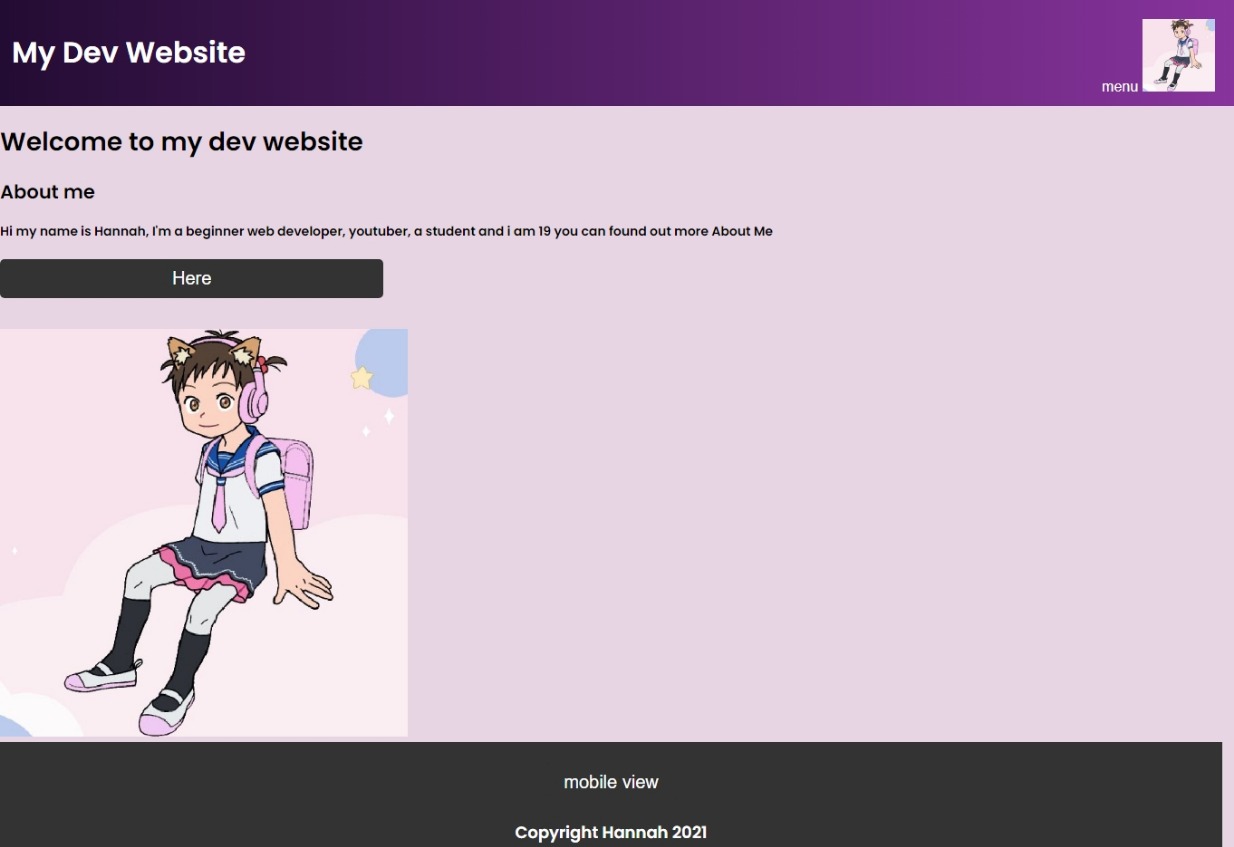 My Dev Website
menu
Welcome to my dev website
About me
Hi my name is Hannah, I'm a beginner web developer, youtuber, a student and i am 19 you can found out more About Me
Here
mobile view
Copyright Hannah 2021